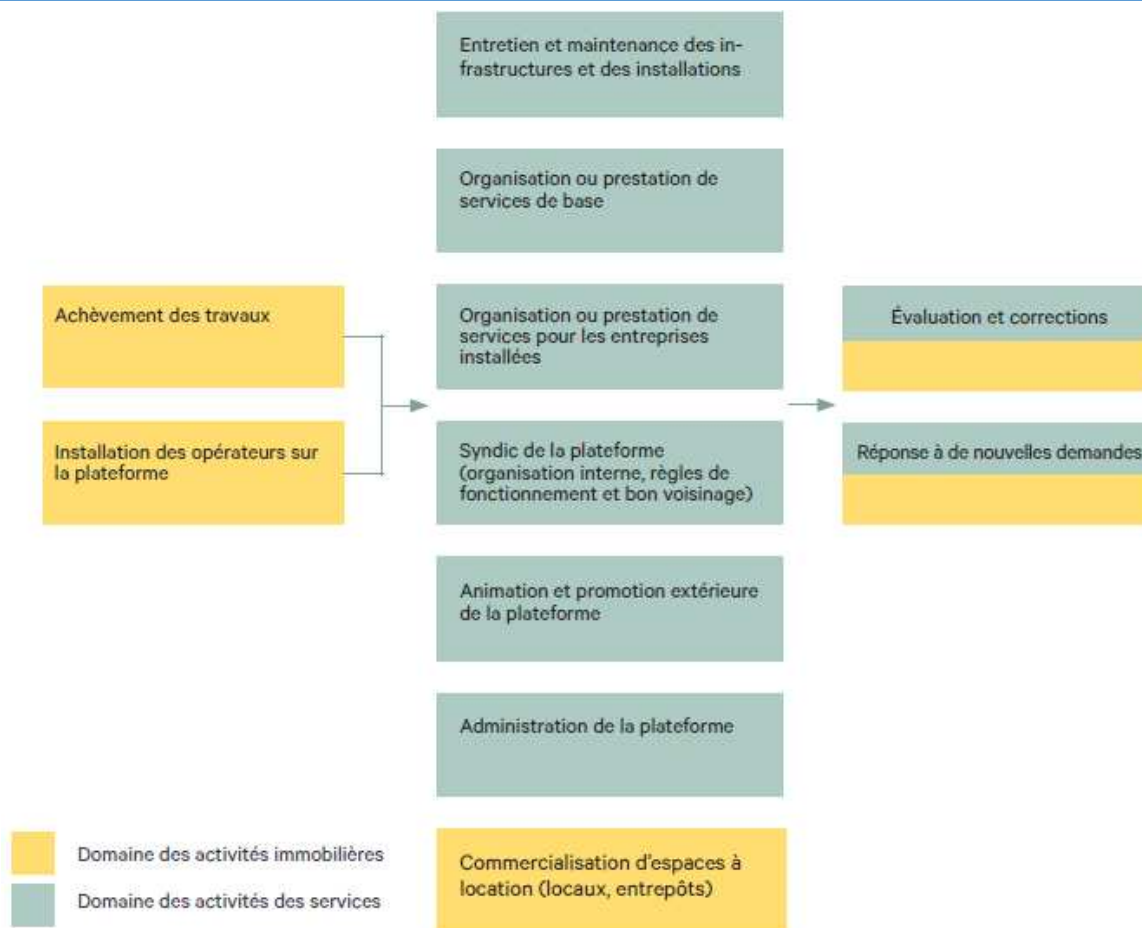 Entretien et maintenance des in-
frastructures et des installations
Organisation ou prestation de
services de base
Achèvement des travaux
Organisation ou prestation de
services pour les entreprises
installées
Évaluation et corrections
Installation des opérateurs sur
la plateforme
Syndic de la plateforme
(organisation interne, règles de
fonctionnement et bon voisinage)
Réponse à de nouvelles demandes
Animation et promotion extérieure
de la plateforme
Administration de la plateforme
Commercialisation d'espaces à
location (locaux, entrepôts)
Domaine des activités immobilières
Domaine des activités des services